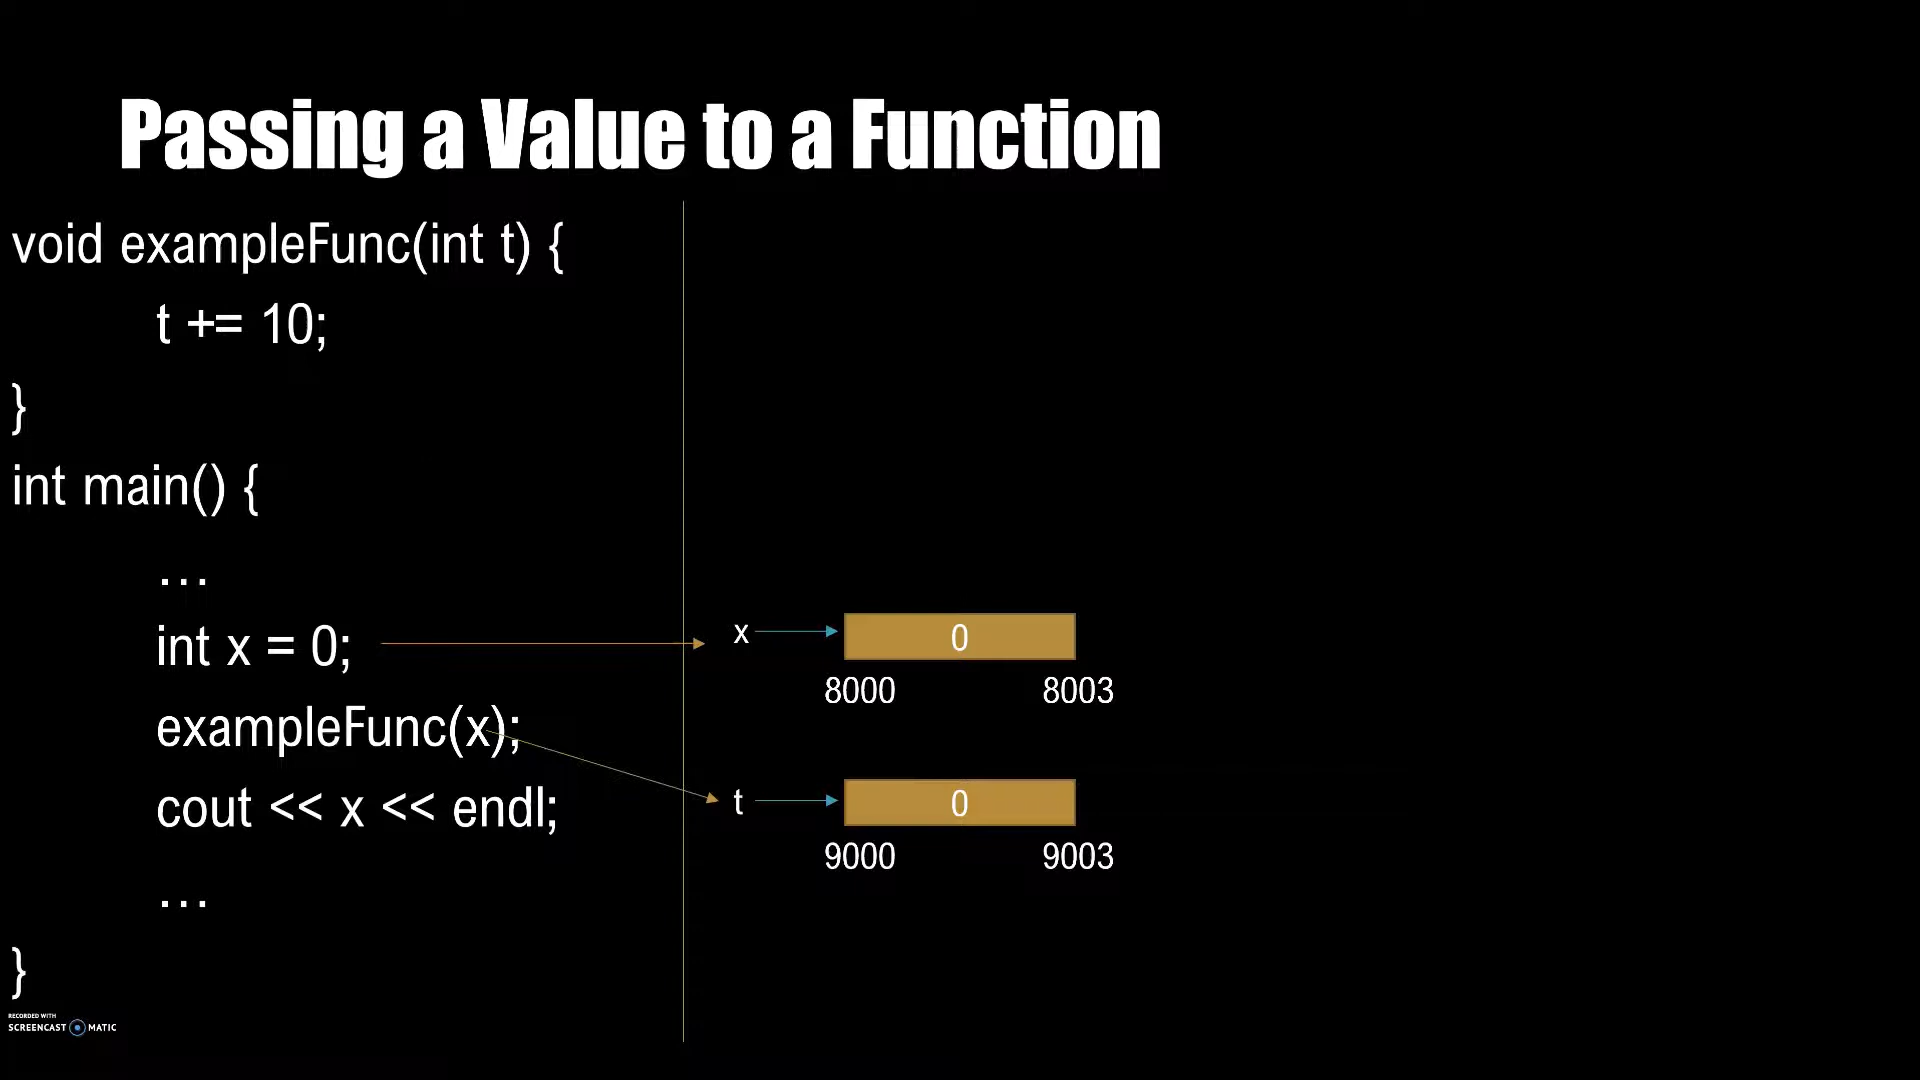 Passing a Value to a Function
void exampleFunc(int t) {
t += 10;
}
int main() {
...
int x = 0;
exampleFunc(x);
cout << x << endl;
...
}
x
0
8000 8003
t
0
9000 9003
RECORDED WITH
SCREENCAST MATIC